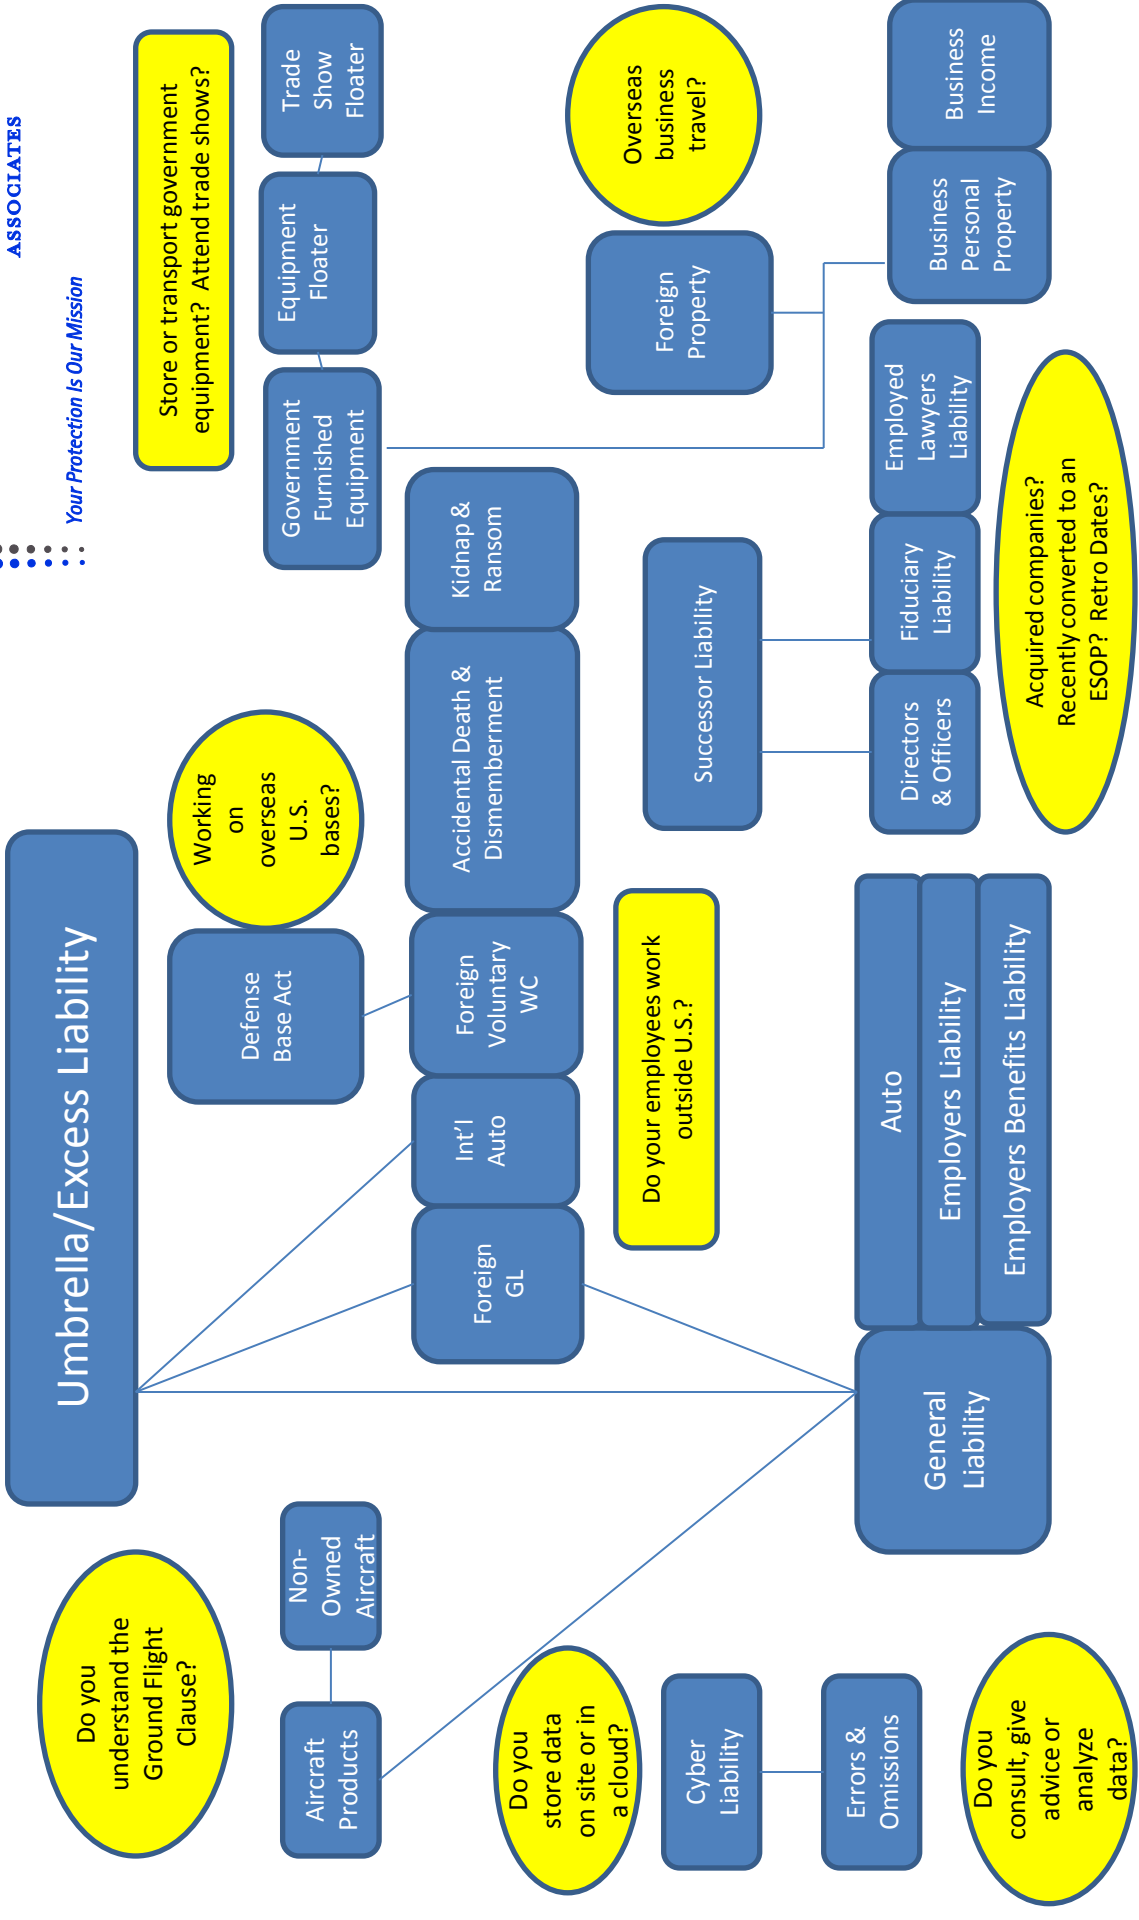 ASSOCIATES
Your Protection Is Our Mission
Umbrella/Excess Liability
Do you
understand the
Ground Flight
Clause?
Working
on
overseas
U.S.
bases?
Store or transport government
equipment?  Attend trade shows?
Aircraft
Products
Non-
Owned
Aircraft
Defense
Base Act
Government
Furnished
Equipment
Equipment
Floater
Trade
Show
Floater
Foreign
GL
Int'l
Auto
Foreign
Voluntary
WC
Accidental Death &
Dismemberment
Kidnap &
Ransom
Do you
store data
on site or in
a cloud?
Do your employees work
outside U.S.?
Foreign
Property
Overseas
business
travel?
Cyber
Liability
Successor Liability
Errors &
Omissions
General
Liability
Auto
Employers Liability
Employers Benefits Liability
Directors
& Officers
Fiduciary
Liability
Employed
Lawyers
Liability
Business
Personal
Property
Business
Income
Do you
consult, give
advice or
analyze
data?
Acquired companies?
Recently converted to an
ESOP?  Retro Dates?